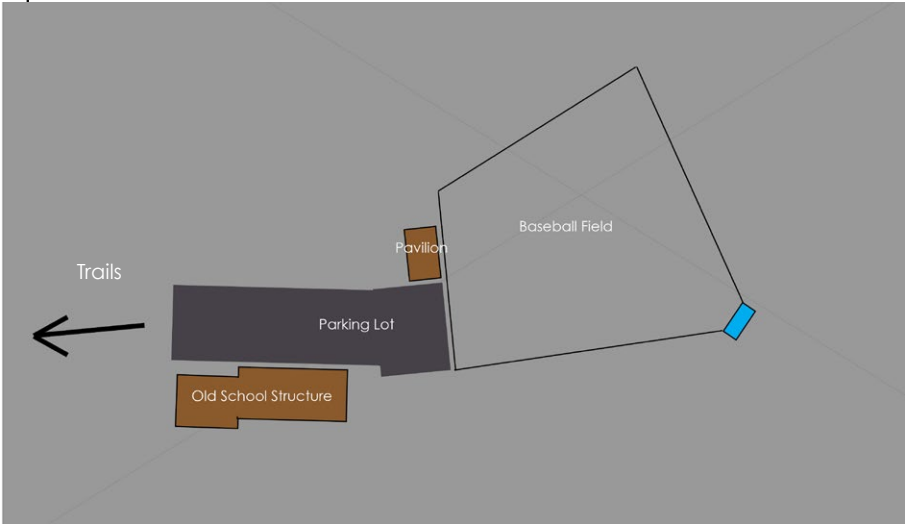 Baseball Field
Pavilion
Trails
Parking Lot
Old School Structure